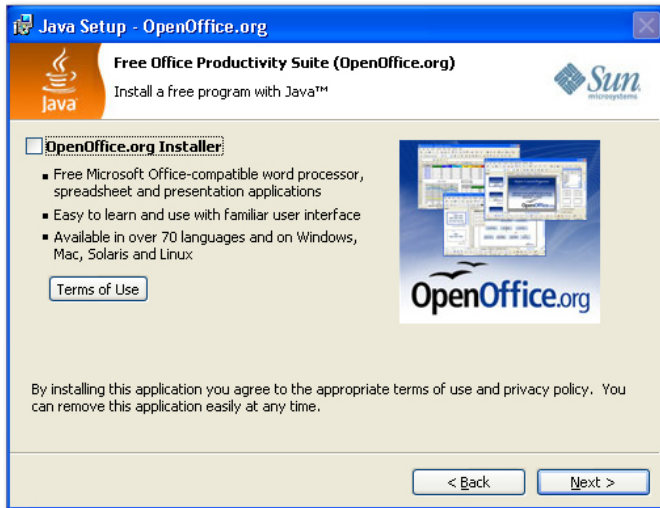 Java Setup - OpenOffice.org
Free Office Productivity Suite (OpenOffice.org)
Install a free program with Java™
Java
Sun
microsystems
OpenOffice.org Installer
Free Microsoft Office-compatible word processor,
spreadsheet and presentation applications
Easy to learn and use with familiar user interface
Available in over 70 languages and on Windows,
Mac, Solaris and Linux
Terms of Use
OpenOffice.org
OpenOffice.org
By installing this application you agree to the appropriate terms of use and privacy policy. You
can remove this application easily at any time.
< Back
Next >